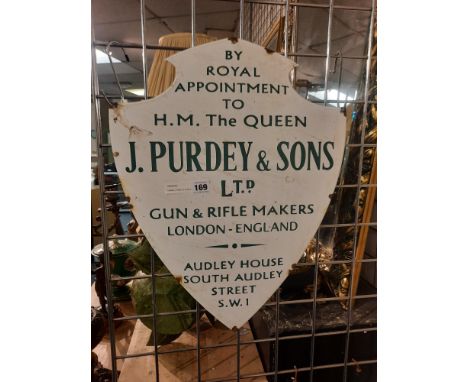 BY
ROYAL
APPOINTMENT
TO
H.M. The QUEEN
J. PURDEY & SONS
LTD
169
GUN & RIFLE MAKERS
LONDON - ENGLAND
AUDLEY HOUSE
SOUTH AUDLEY
STREET
S.W.1